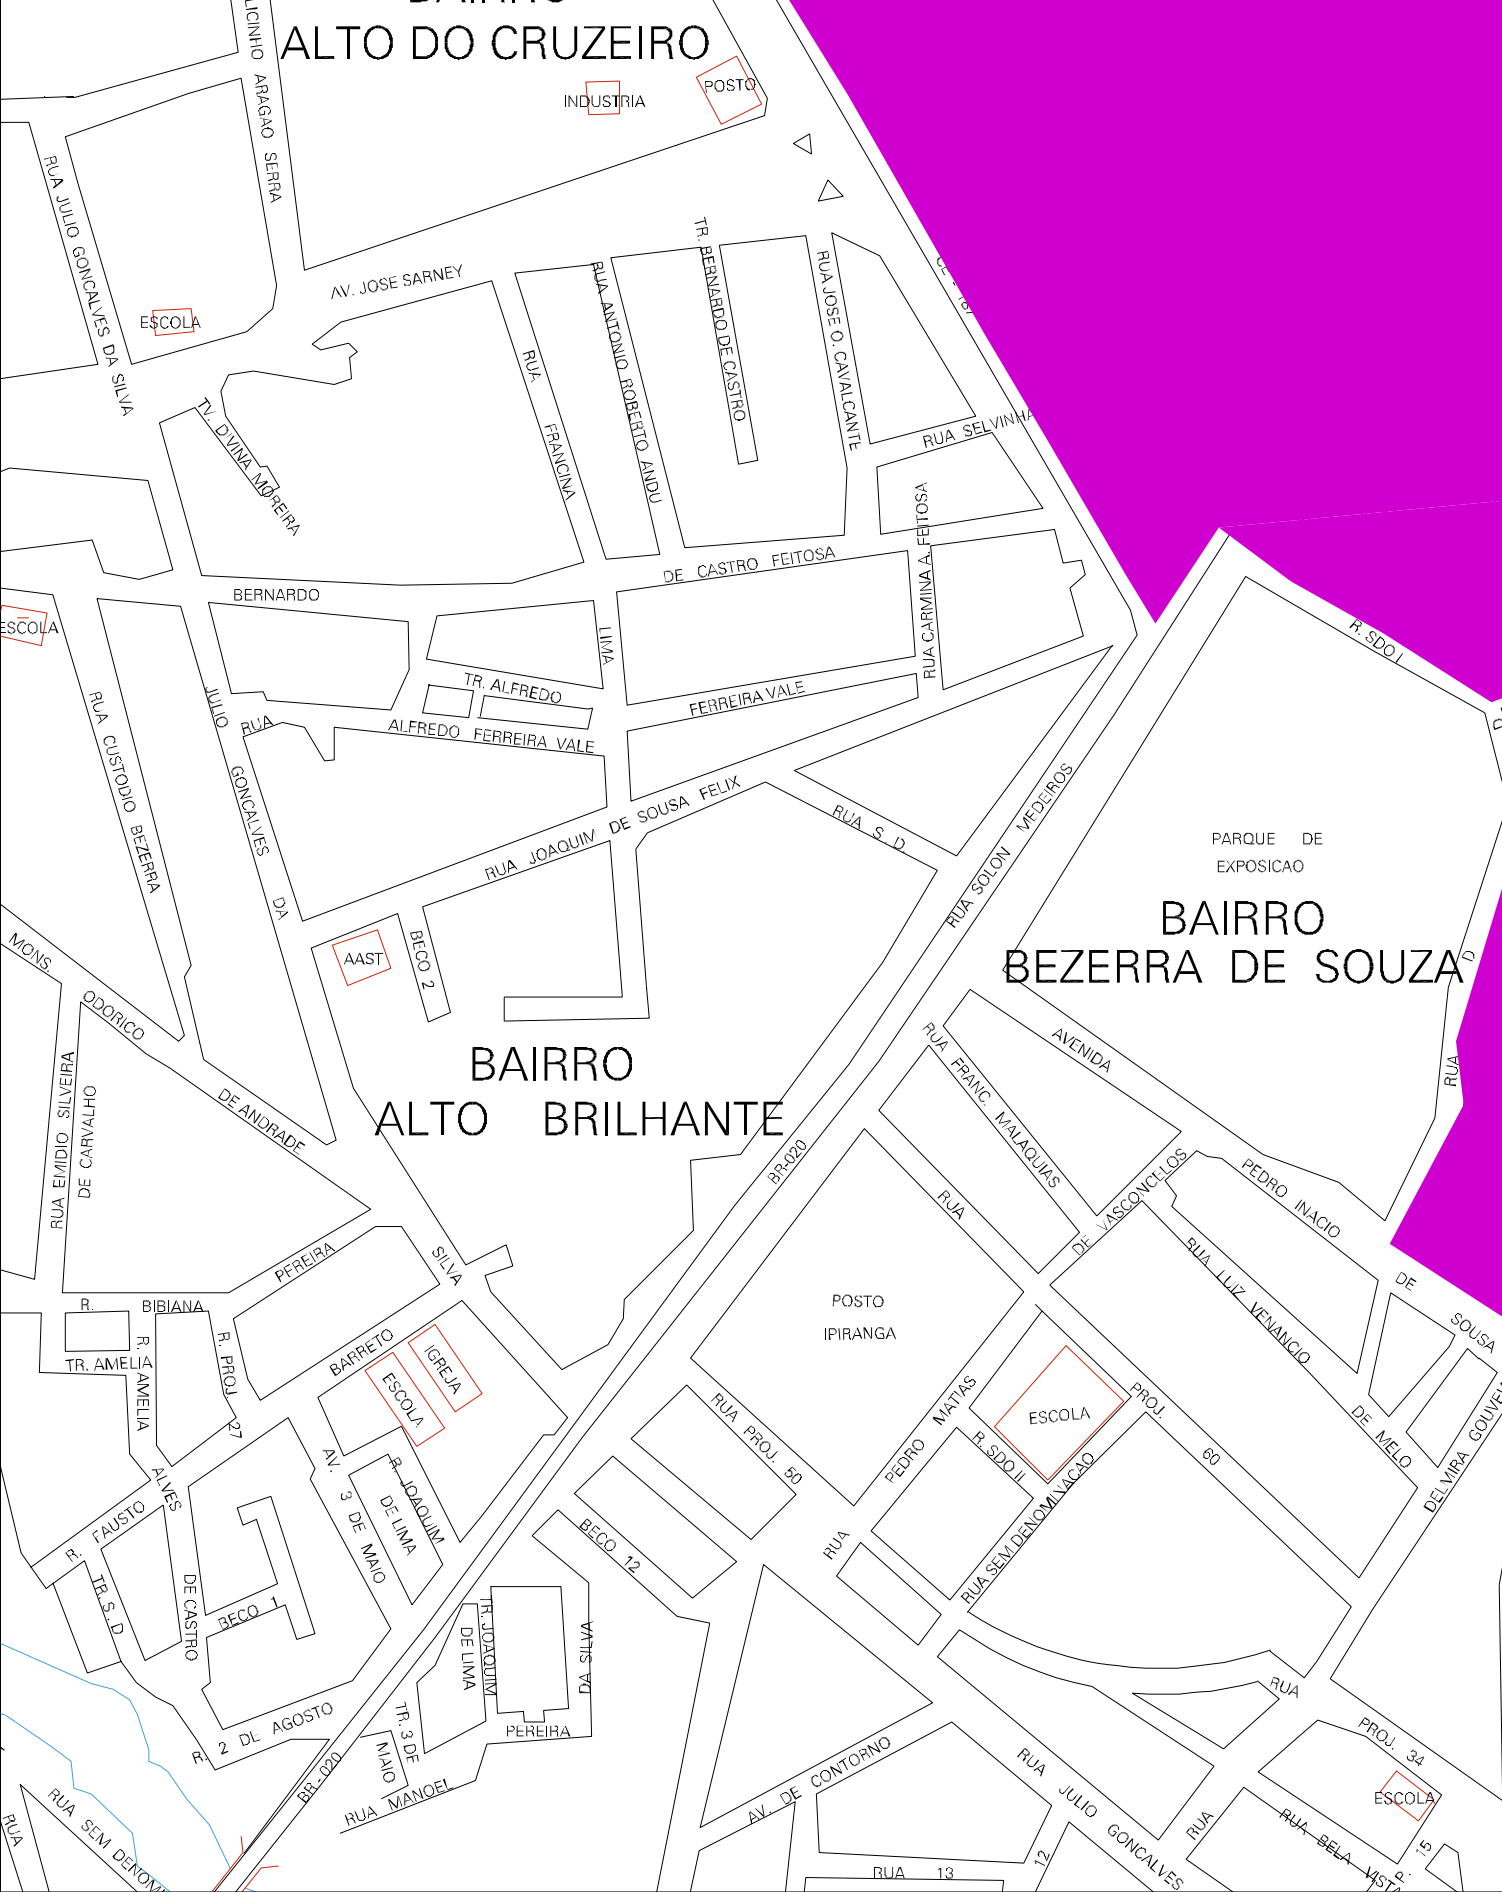 ALTO DO CRUZEIRO
LICINHO ARAGAO SERRA
INDUSTRIA
POSTO
RUA JULIO GONCALVES DA SILVA
ESCOLA
AV. JOSE SARNEY
TR. BERNARDO DE CASTRO
RUA JOSE O. CAVALCANTE
RUA ANTONIO ROBERTO ANDU
RUA FRANCINA
LIMA
RUA SELVINHA
TV. DIVINA MOREIRA
BERNARDO
DE CASTRO FEITOSA
RUA CARMINA A. FEITOSA
ESCOLA
R. SDO I
RUA CUSTODIO BEZERRA
JULIO GONCALVES DA SILVA
RUA
TR. ALFREDO
FERREIRA VALE
ALFREDO FERREIRA VALE
RUA JOAQUIM DE SOUSA FELIX
RUA S. D.
RUA SOLON MEDEIROS
PARQUE DE
EXPOSICAO
BAIRRO
BEZERRA DE SOUZA
RUA D
AAST
BECO 2
MONS.
ODORICO
DE ANDRADE
RUA EMIDIO SILVEIRA
DE CARVALHO
BAIRRO
ALTO BRILHANTE
BR-020
RUA FRANC. MALAQUIAS
AVENIDA
PEDRO INACIO
DE SOUSA
DE VASCONCELOS
RUA
PROJ. 60
RUA LUIZ VENANCIO
DE MELO
DELMIRA GOUVEI
PEREIRA
BARRETO
R. BIBIANA
TR. AMELIA
R. AMELIA
R. PROJ 27
IGREJA
ESCOLA
POSTO
IPIRANGA
RUA
PEDRO
MATIAS
ESCOLA
R. SDO II
RUA SEM DENOMINACAO
RUA PROJ. 50
BECO 12
AV. 3 DE MAIO
R. JOAQUIM
DE LIMA
R. FAUSTO
ALVES
DE CASTRO
TR. S. D
BECO 1
R. 2 DE AGOSTO
BR - 020
TR. JOAQUIM
DE LIMA
DA SILVA
PEREIRA
TR. 3 DE
MAIO
RUA MANOEL
AV. DE CONTORNO
RUA JULIO GONCALVES
RUA
PROJ. 34
ESCOLA
RUA BELA VISTA
RUA
P. 15
RUA 13
12
RUA
RUA SEM DENOMI